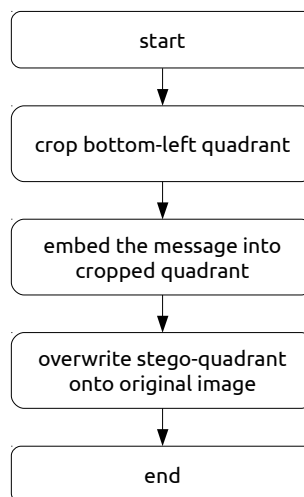 start
crop bottom-left quadrant
embed the message into
cropped quadrant
overwrite stego-quadrant
onto original image
end